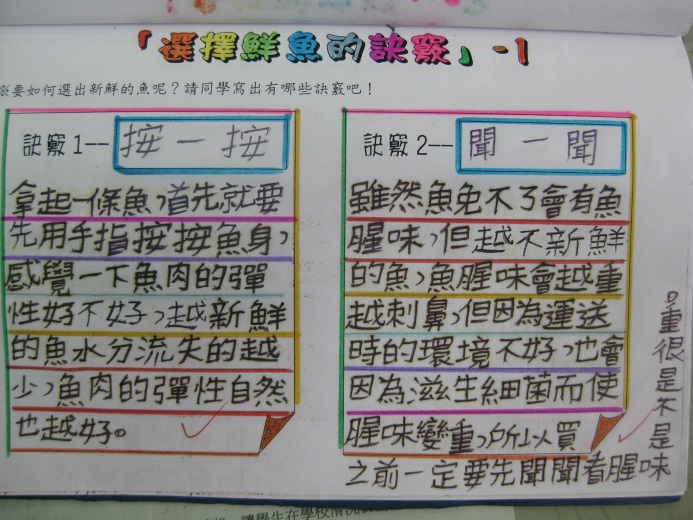 「選擇鮮魚的訣竅」-1
※要如何選出新鮮的魚呢？請同學寫出有哪些訣竅吧！
訣竅1--按一按
拿起一條魚,首先就要
先用手指按按魚身,
感覺一下魚肉的彈
性好不好,越新鮮
的魚水分流失的越
少,魚肉的彈性自然
也越好。
訣竅2--聞一聞
雖然魚免不了會有魚
腥味,但越不新鮮
的魚,魚腥味會越重
越刺鼻,但因為運送
時的環境不好,也會
因為滋生細菌而使
腥味變重,所以買
之前一定要先聞聞看腥味
是不是很重。